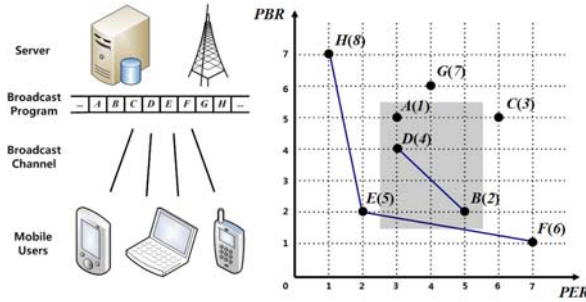 Server
Broadcast
Program
... A B C D E F G H ...
Broadcast
Channel
Mobile
Users
PBR
7
6
5
4
3
2
1
H(8)
G(7)
A(1)
C(3)
D(4)
E(5)
B(2)
F(6)
0
1 2 3 4 5 6 7
PER